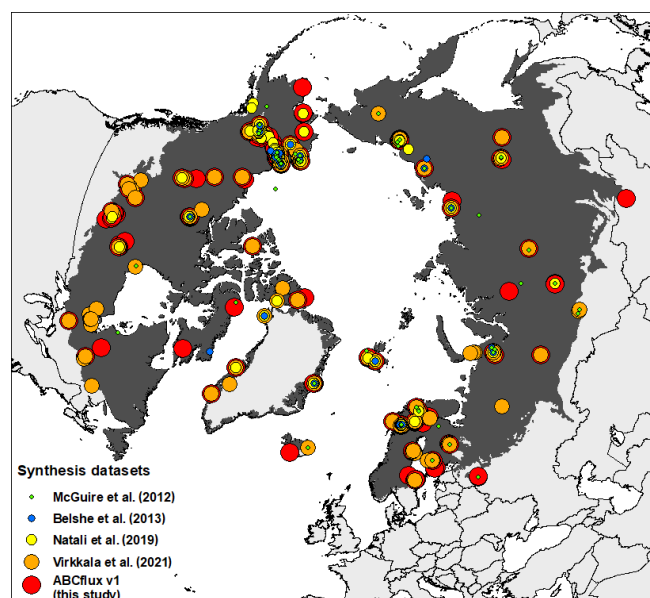 Synthesis datasets
McGuire et al. (2012)
Belshe et al. (2013)
Natali et al. (2019)
Virkkala et al. (2021)
ABCflux v1
(this study)